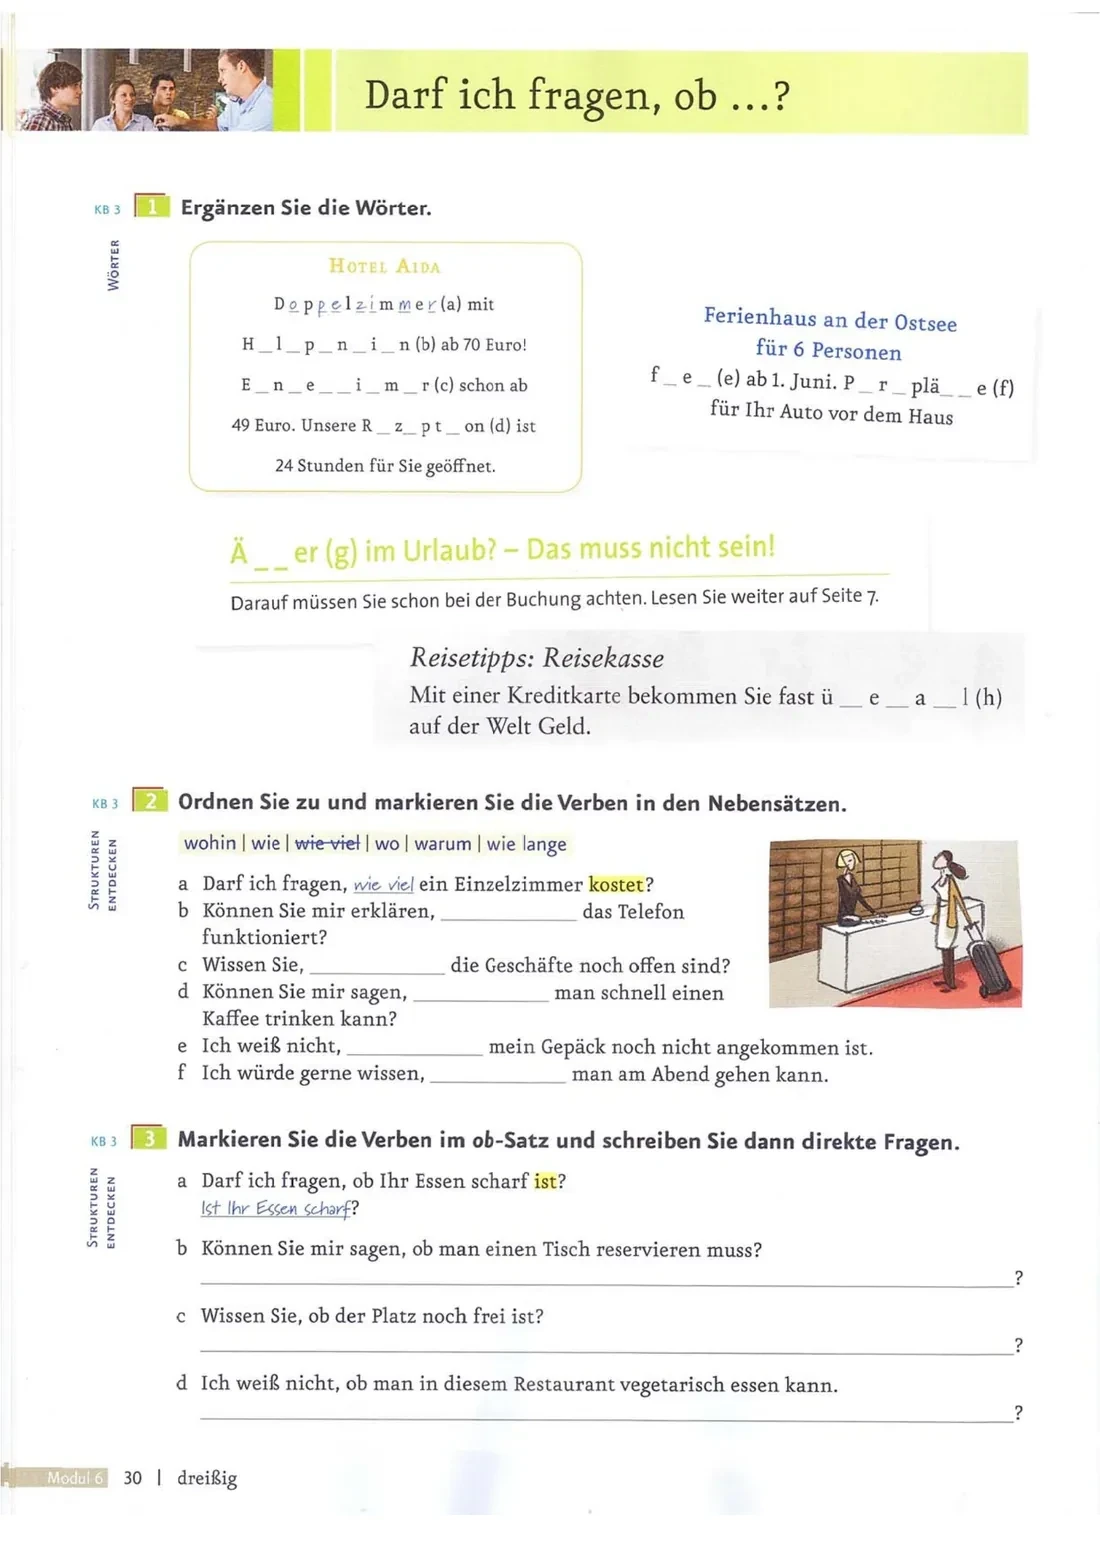 Darf ich fragen, ob ...?
KB 3 1 Ergänzen Sie die Wörter.
WÖRTER
HOTEL AIDA
Doppelzimmer (a) mit
H _ l _ p _ n _ i _ n (b) ab 70 Euro!
E _ n _ e _ _ i _ m _ r (c) schon ab
49 Euro. Unsere R _ z _ p t _ on (d) ist
24 Stunden für Sie geöffnet.
Ferienhaus an der Ostsee
für 6 Personen
f _ e _ (e) ab 1. Juni. P _ r _ plä _ _ e (f)
für Ihr Auto vor dem Haus
Ä _ _ er (g) im Urlaub? – Das muss nicht sein!
Darauf müssen Sie schon bei der Buchung achten. Lesen Sie weiter auf Seite 7.
Reisetipps: Reisekasse
Mit einer Kreditkarte bekommen Sie fast ü _ e _ a _ l (h)
auf der Welt Geld.
KB 3 2 Ordnen Sie zu und markieren Sie die Verben in den Nebensätzen.
STRUKTUREN
ENTDECKEN
wohin | wie | wie viel | wo | warum | wie lange
a Darf ich fragen, wie viel ein Einzelzimmer kostet?
b Können Sie mir erklären, ____________ das Telefon
funktioniert?
c Wissen Sie, ____________ die Geschäfte noch offen sind?
d Können Sie mir sagen, ____________ man schnell einen
Kaffee trinken kann?
e Ich weiß nicht, ____________ mein Gepäck noch nicht angekommen ist.
f Ich würde gerne wissen, ____________ man am Abend gehen kann.
KB 3 3 Markieren Sie die Verben im ob-Satz und schreiben Sie dann direkte Fragen.
STRUKTUREN
ENTDECKEN
a Darf ich fragen, ob Ihr Essen scharf ist?
Ist Ihr Essen scharf?
b Können Sie mir sagen, ob man einen Tisch reservieren muss?
____________?
c Wissen Sie, ob der Platz noch frei ist?
____________?
d Ich weiß nicht, ob man in diesem Restaurant vegetarisch essen kann.
____________?
Modul 6 30 | dreißig